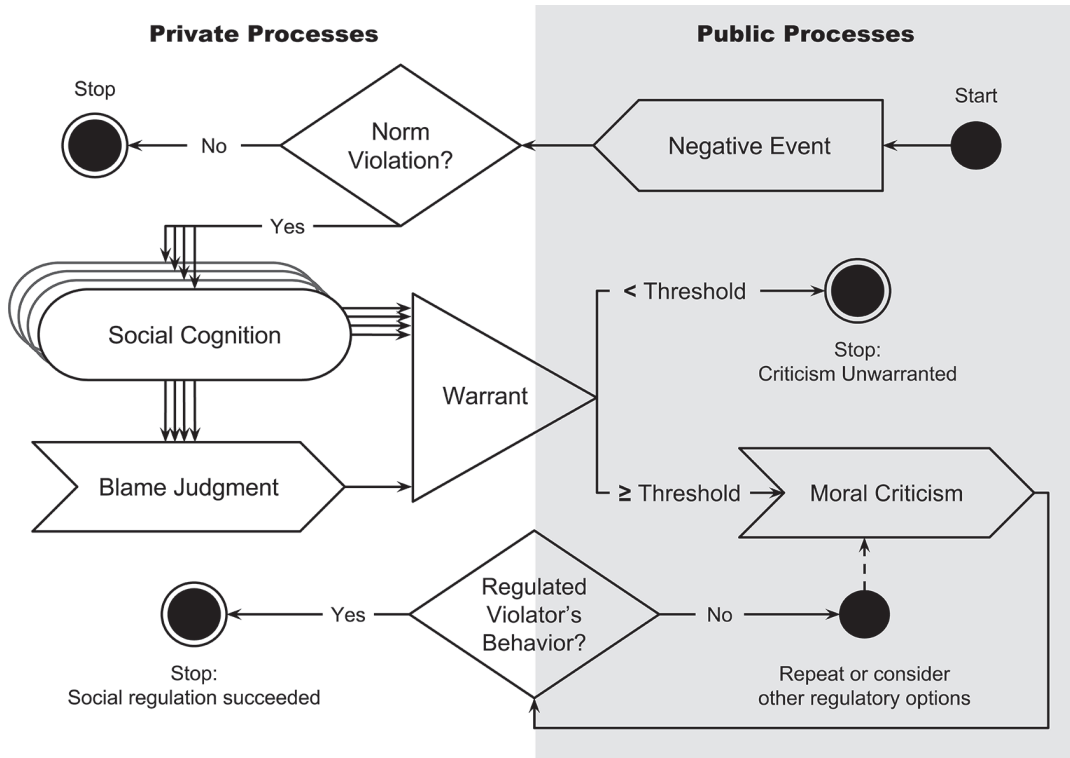 Private Processes
Public Processes
Stop
Start
No
Norm
Violation?
Negative Event
Yes
Social Cognition
< Threshold
Stop:
Criticism Unwarranted
Warrant
Blame Judgment
≥ Threshold
Moral Criticism
Regulated
Violator's
Behavior?
Yes
No
Stop:
Social regulation succeeded
Repeat or consider
other regulatory options